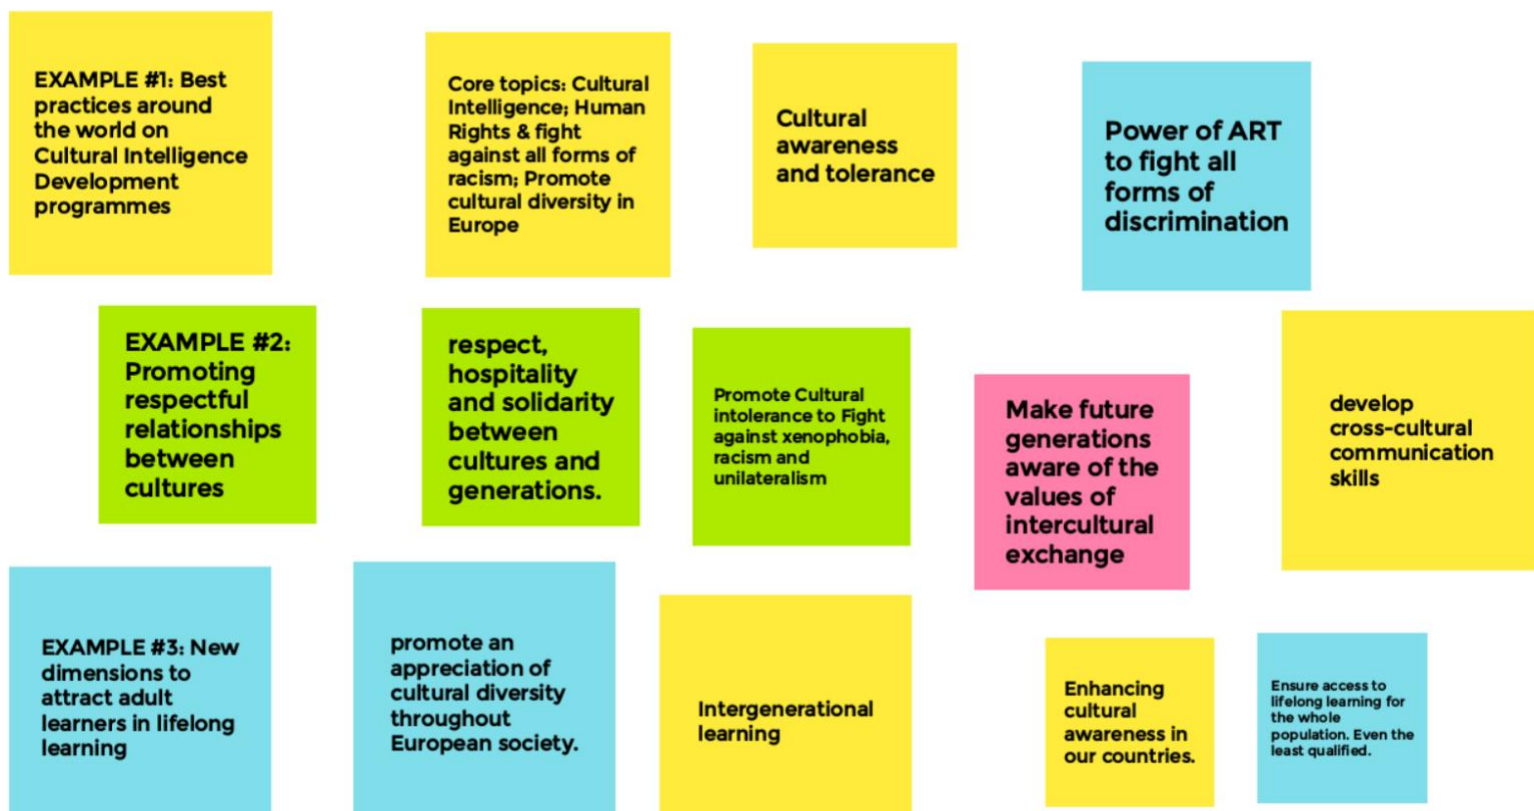 EXAMPLE #1: Best
practices around
the world on
Cultural Intelligence
Development
programmes
Core topics: Cultural
Intelligence; Human
Rights & fight
against all forms of
racism; Promote
cultural diversity in
Europe
Cultural
awareness
and tolerance
Power of ART
to fight all
forms of
discrimination
EXAMPLE #2:
Promoting
respectful
relationships
between
cultures
respect,
hospitality
and solidarity
between
cultures and
generations.
Promote Cultural
intolerance to Fight
against xenophobia,
racism and
unilateralism
Make future
generations
aware of the
values of
intercultural
exchange
develop
cross-cultural
communication
skills
EXAMPLE #3: New
dimensions to
attract adult
learners in lifelong
learning
promote an
appreciation of
cultural diversity
throughout
European society.
Intergenerational
learning
Enhancing
cultural
awareness in
our countries.
Ensure access to
lifelong learning for
the whole
population. Even the
least qualified.